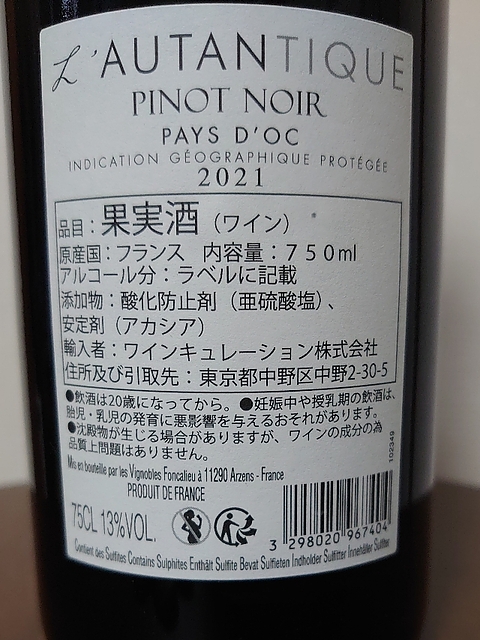 L'AUTANTIQUE
PINOT NOIR
PAYS D'OC
INDICATION GÉOGRAPHIQUE PROTÉGÉE
2021
品目：果実酒（ワイン）
原産国：フランス　内容量：７５０ml
アルコール分：ラベルに記載
添加物：酸化防止剤（亜硫酸塩）、
安定剤（アカシア）
輸入者：ワインキュレーション株式会社
住所及び引取先：東京都中野区中野2-30-5
●飲酒は20歳になってから。●妊娠中や授乳期の飲酒は、
胎児・乳児の発育に悪影響を与えるおそれがあります。
●沈殿物が生じる場合がありますが、ワインの成分の為
品質上問題はありません。
102349
Mis en bouteille par les Vignobles Foncalieu à 11290 Arzens - France
PRODUIT DE FRANCE
75CL 13%VOL.
3 298020 967404
Contient des Sulfites Contains Sulphites Enthält Sulfite Bevat Sulfieten Indholder Sulfitter Innehåller Sulfiter